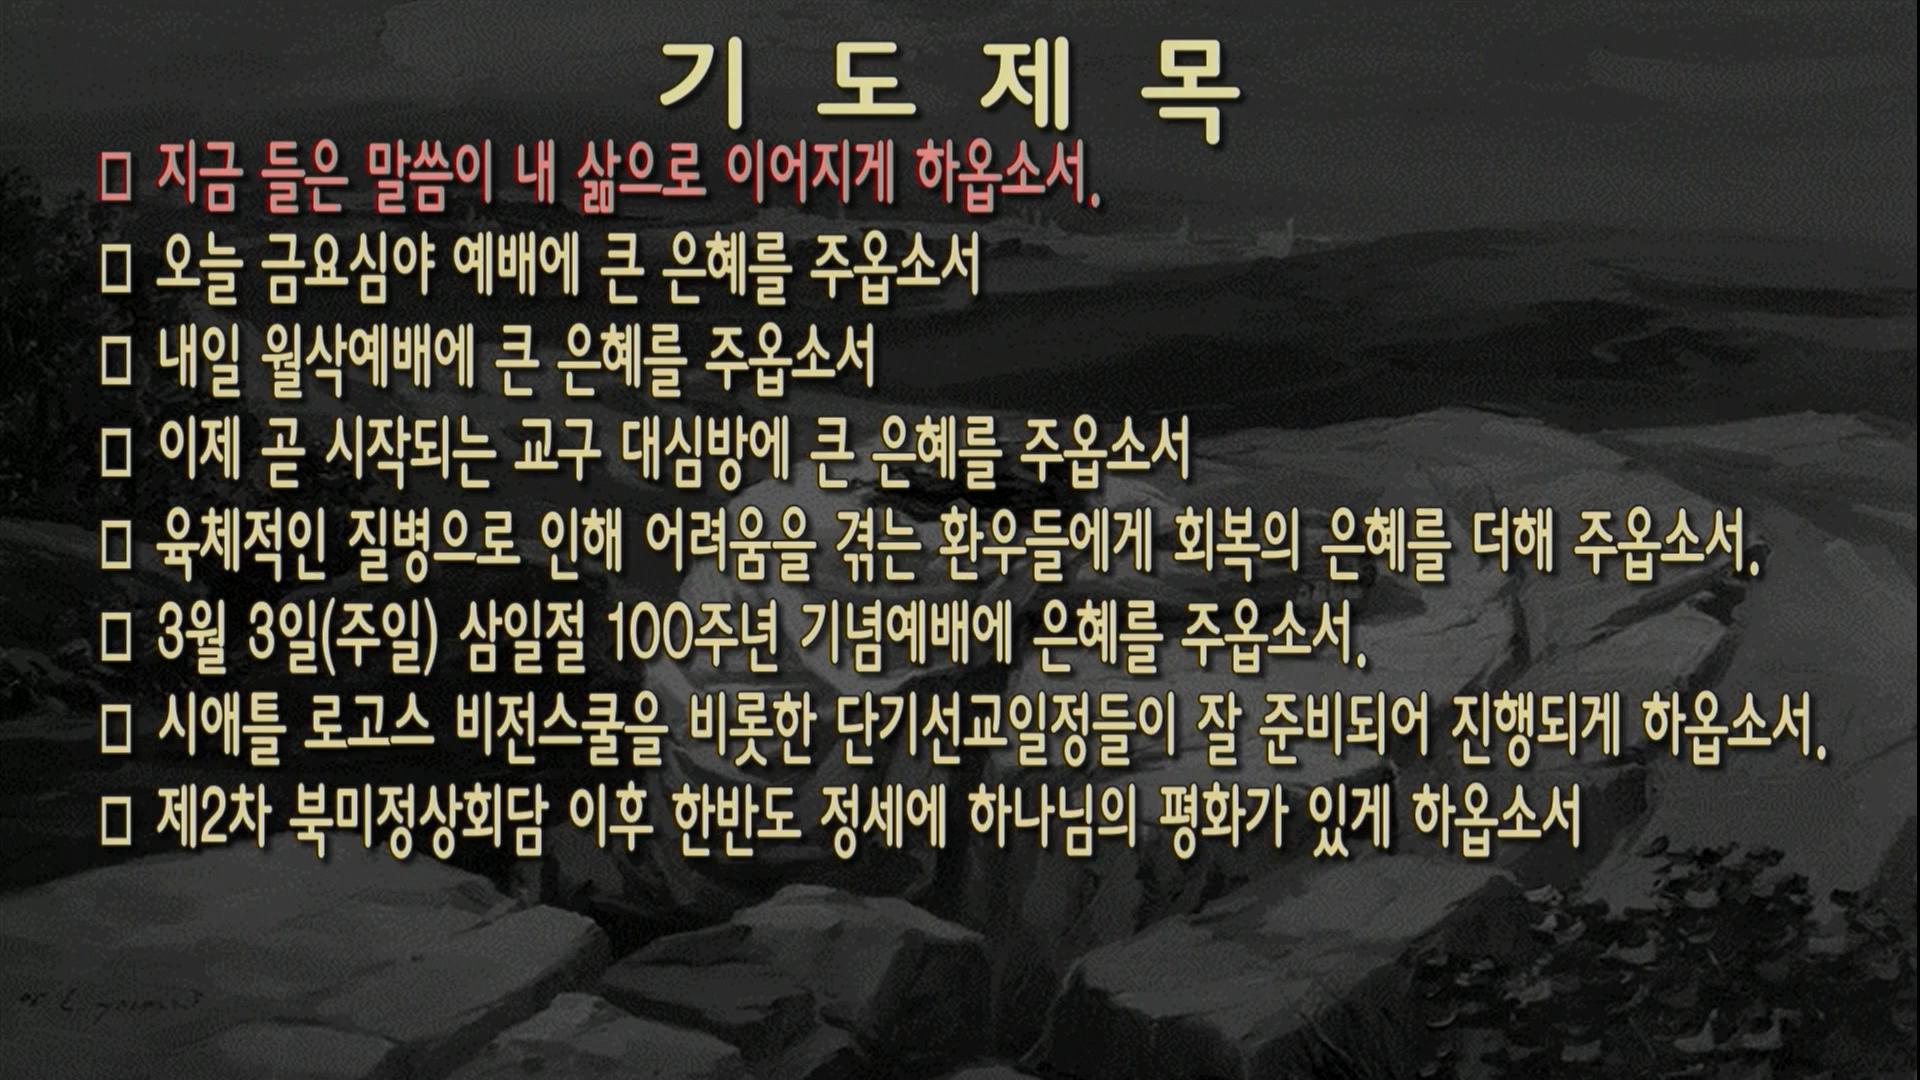 기 도 제 목
□ 지금 들은 말씀이 내 삶으로 이어지게 하옵소서.
□ 오늘 금요심야 예배에 큰 은혜를 주옵소서
□ 내일 월삭예배에 큰 은혜를 주옵소서
□ 이제 곧 시작되는 교구 대심방에 큰 은혜를 주옵소서
□ 육체적인 질병으로 인해 어려움을 겪는 환우들에게 회복의 은혜를 더해 주옵소서.
□ 3월 3일(주일) 삼일절 100주년 기념예배에 은혜를 주옵소서.
□ 시애틀 로고스 비전스쿨을 비롯한 단기선교일정들이 잘 준비되어 진행되게 하옵소서.
□ 제2차 북미정상회담 이후 한반도 정세에 하나님의 평화가 있게 하옵소서